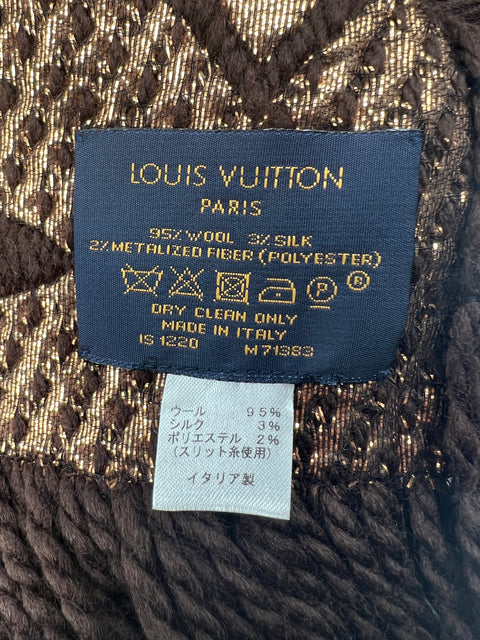 LOUIS VUITTON
PARIS
95% WOOL 3% SILK
2% METALIZED FIBER (POLYESTER)
P ®
DRY CLEAN ONLY
MADE IN ITALY
IS 1220 M71383
ウール 95%
シルク 3%
ポリエステル 2%
(スリット糸使用)
イタリア製